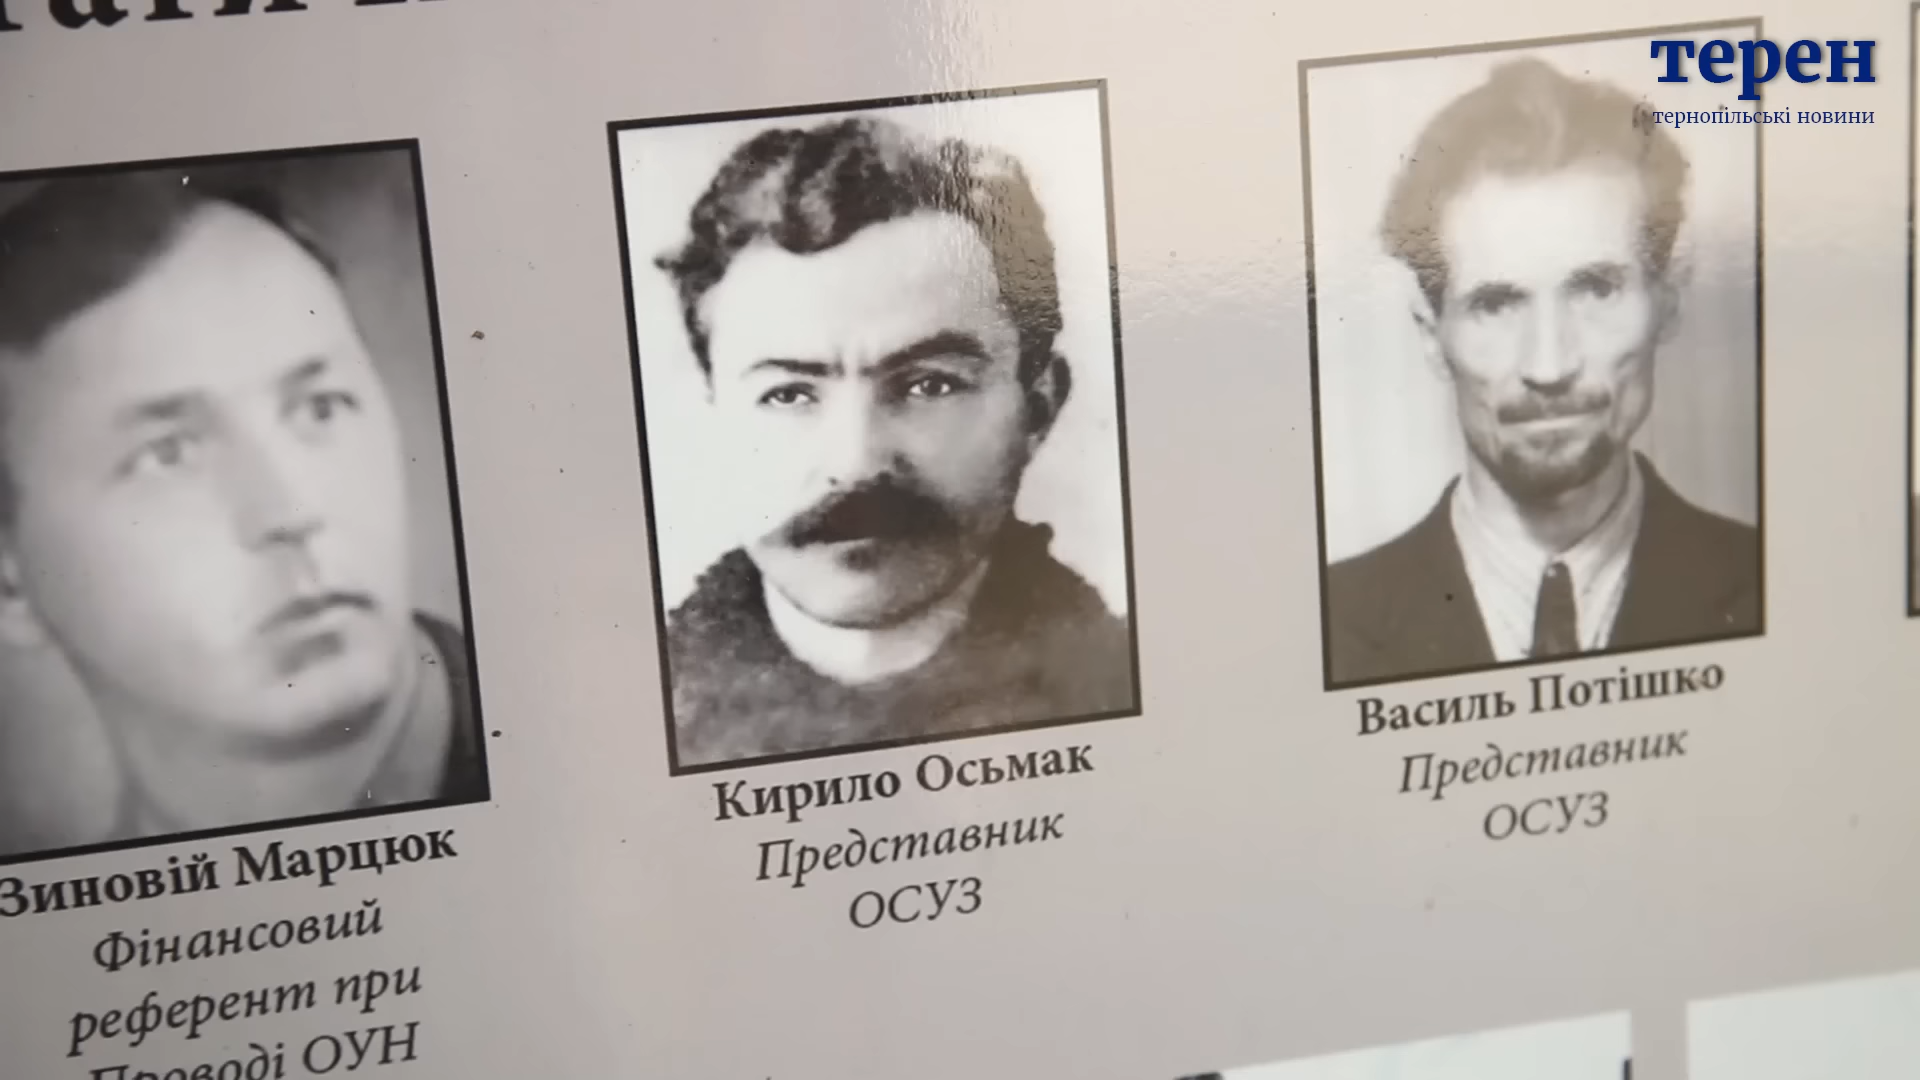 терен
тернопільські новини
Зиновій Марцюк
Фінансовий
референт при
Проводі ОУН
Кирило Осьмак
Представник
ОСУЗ
Василь Потішко
Представник
ОСУЗ